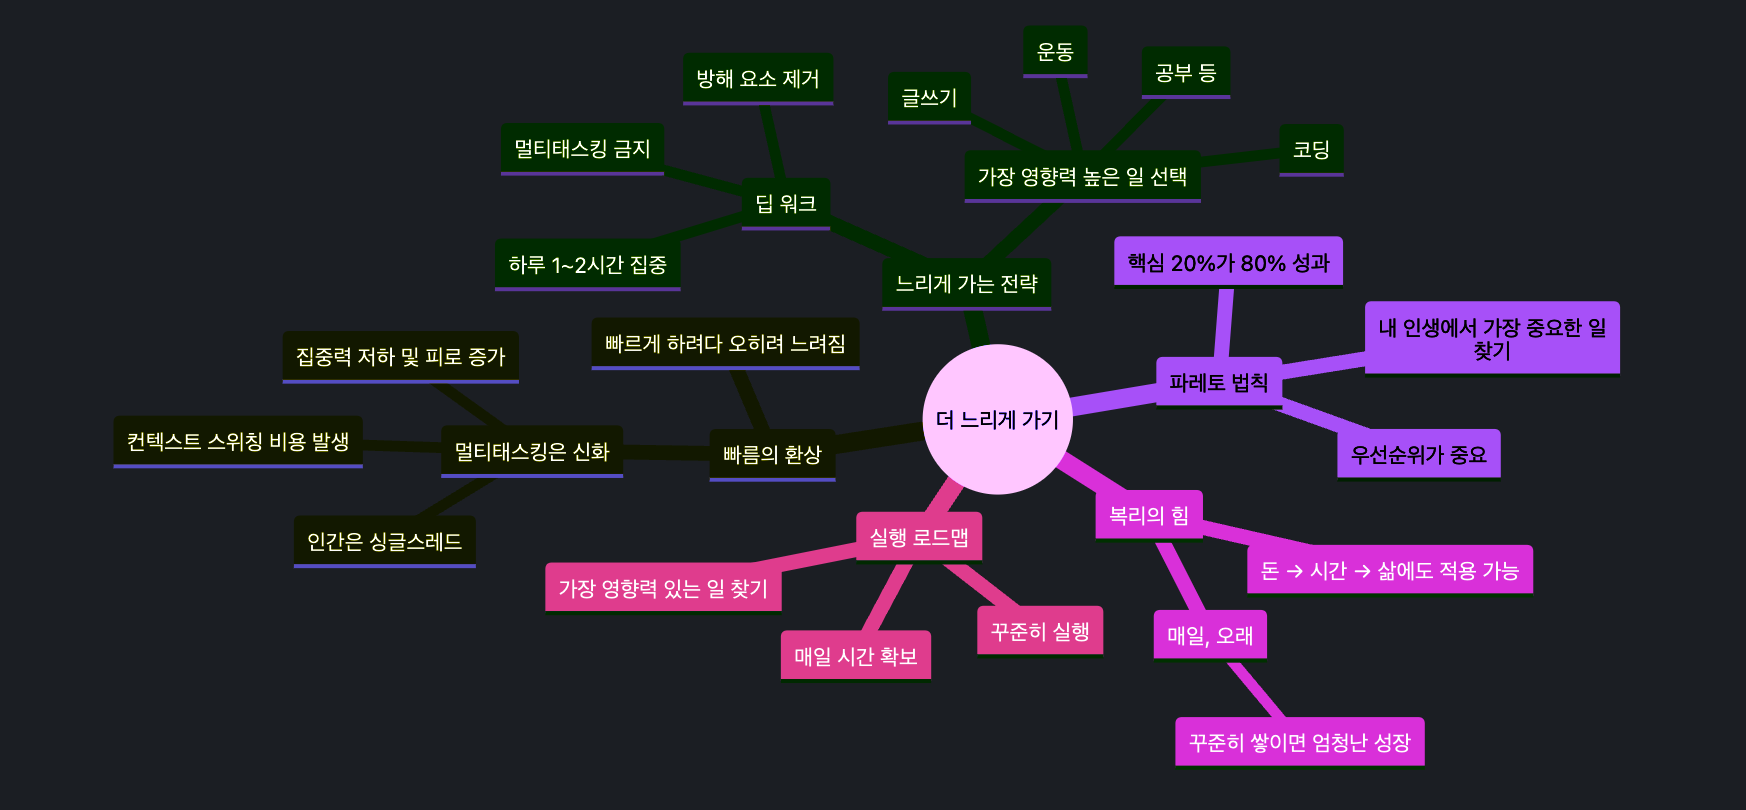 운동
공부 등
방해 요소 제거
글쓰기
멀티태스킹 금지
코딩
가장 영향력 높은 일 선택
딥 워크
하루 1~2시간 집중
핵심 20%가 80% 성과
느리게 가는 전략
내 인생에서 가장 중요한 일
찾기
빠르게 하려다 오히려 느려짐
집중력 저하 및 피로 증가
파레토 법칙
더 느리게 가기
컨텍스트 스위칭 비용 발생
멀티태스킹은 신화
빠름의 환상
우선순위가 중요
복리의 힘
실행 로드맵
인간은 싱글스레드
돈 → 시간 → 삶에도 적용 가능
가장 영향력 있는 일 찾기
꾸준히 실행
매일, 오래
매일 시간 확보
꾸준히 쌓이면 엄청난 성장